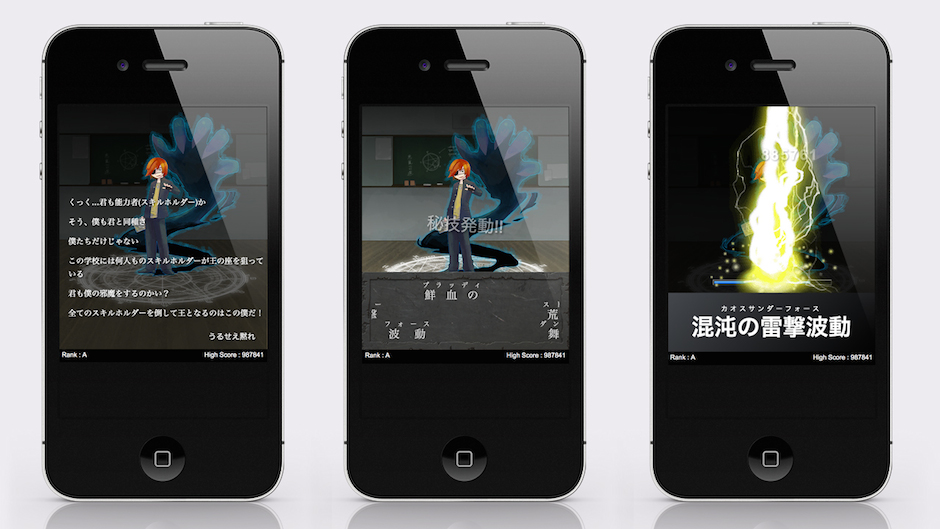 くっく…君も能力者(スキルホルダー)か
そう、僕も君と同種さ
僕たちだけじゃない
この学校には何人ものスキルホルダーが王の座を狙って
いる
君も僕の邪魔をするのかい？
全てのスキルホルダーを倒して王となるのはこの僕だ！
うるせえ黙れ
Rank : A
High Score : 987841
秘技発動!!
ブラッディ
鮮血の
フォース
波動
荒
ダン
舞
Rank : A
High Score : 987841
カオスサンダーフォース
混沌の雷撃波動
Rank : A
High Score : 987841